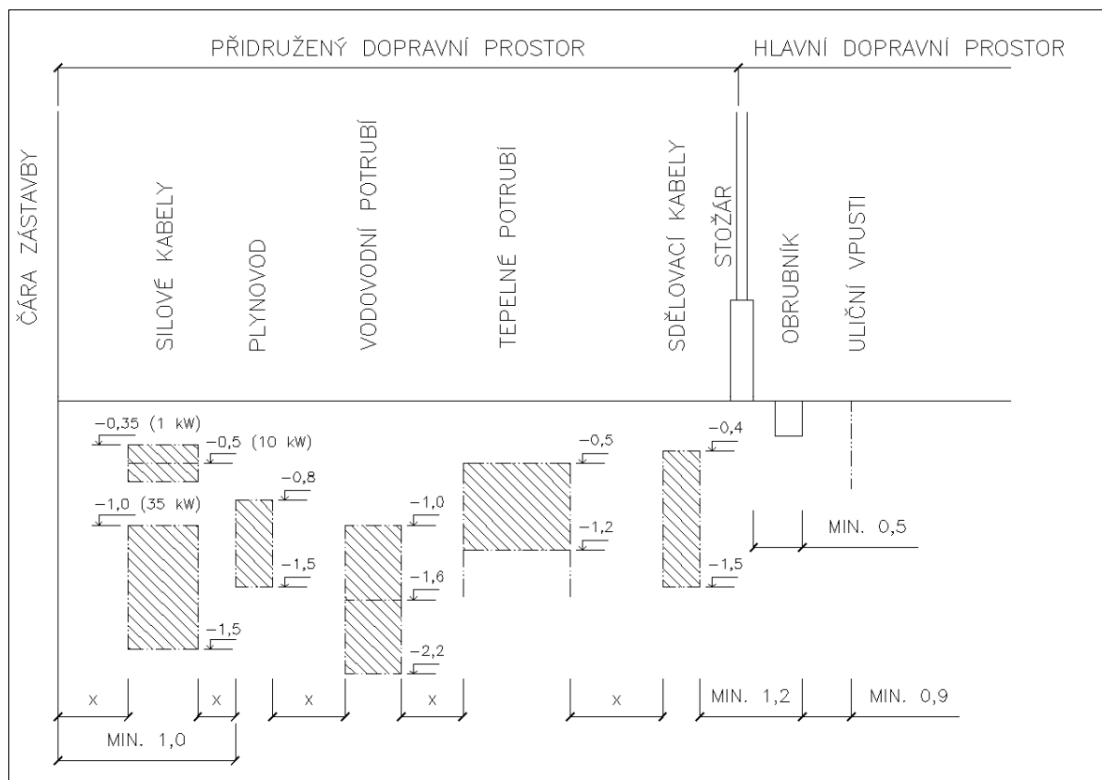 PŘIDRUŽENÝ DOPRAVNÍ PROSTOR
HLAVNÍ DOPRAVNÍ PROSTOR
ČÁRA ZÁSTAVBY
SILOVÉ KABELY
PLYNOVOD
VODOVODNÍ POTRUBÍ
TEPELNÉ POTRUBÍ
SDĚLOVACÍ KABELY
STOŽÁR
OBRUBNÍK
ULIČNÍ VPUSTI
-0,35 (1 kW)
-0,5 (10 kW)
-1,0 (35 kW)
-1,5
-0,8
-1,5
-1,0
-1,6
-2,2
-0,5
-1,2
-0,4
-1,5
MIN. 0,5
x
x
x
x
x
MIN. 1,2
MIN. 0,9
MIN. 1,0